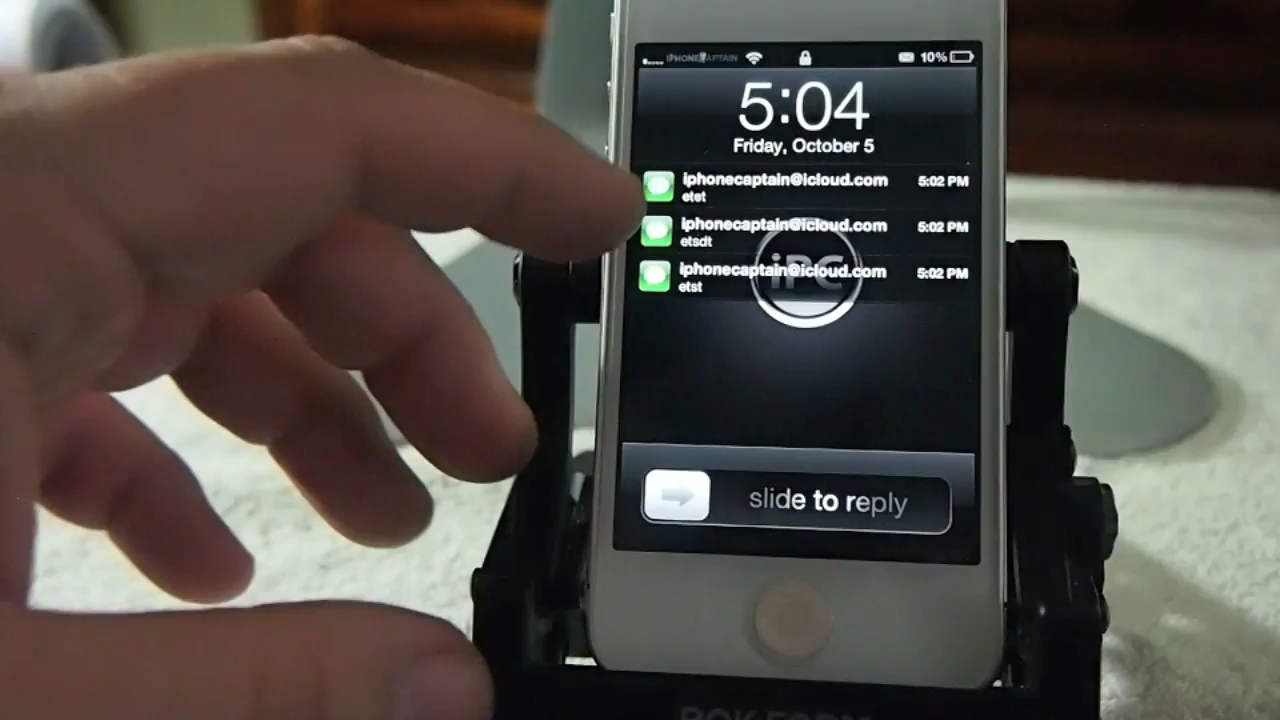 iPHONECAPTAIN 10%
5:04
Friday, October 5
iphonecaptain@icloud.com 5:02 PM
etet
iphonecaptain@icloud.com 5:02 PM
etsdt
iphonecaptain@icloud.com 5:02 PM
etst
iPC
slide to reply
ROKFORM